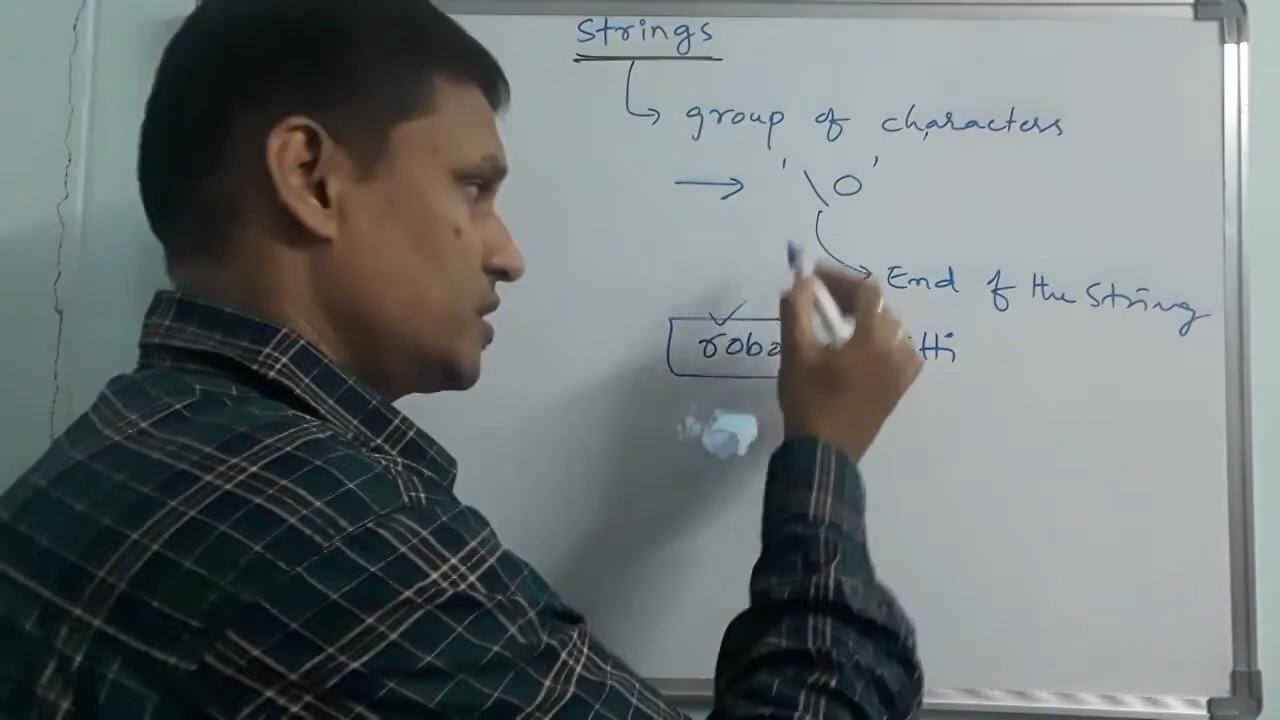 Strings
group of characters
'\0'
End of the String